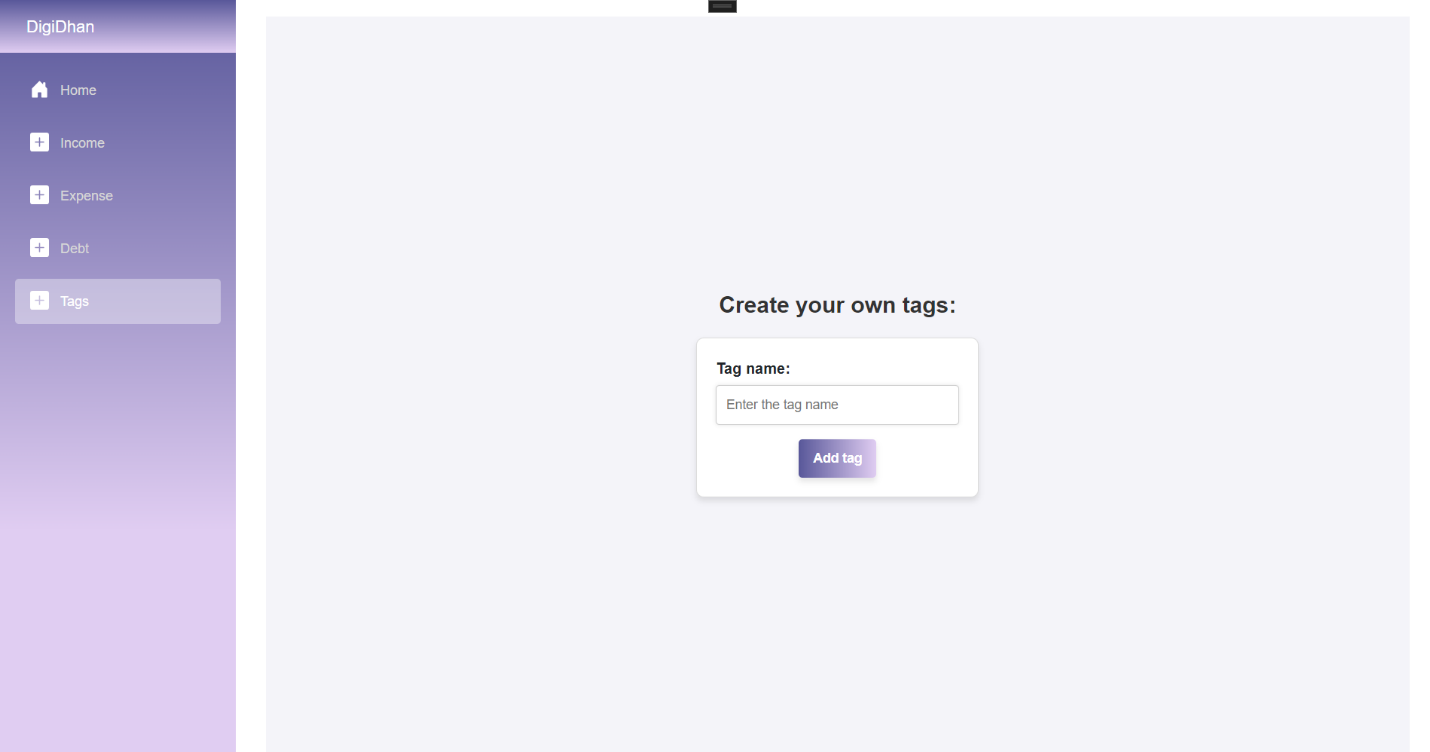 DigiDhan
Home
Income
Expense
Debt
Tags
Create your own tags:
Tag name:
Enter the tag name
Add tag